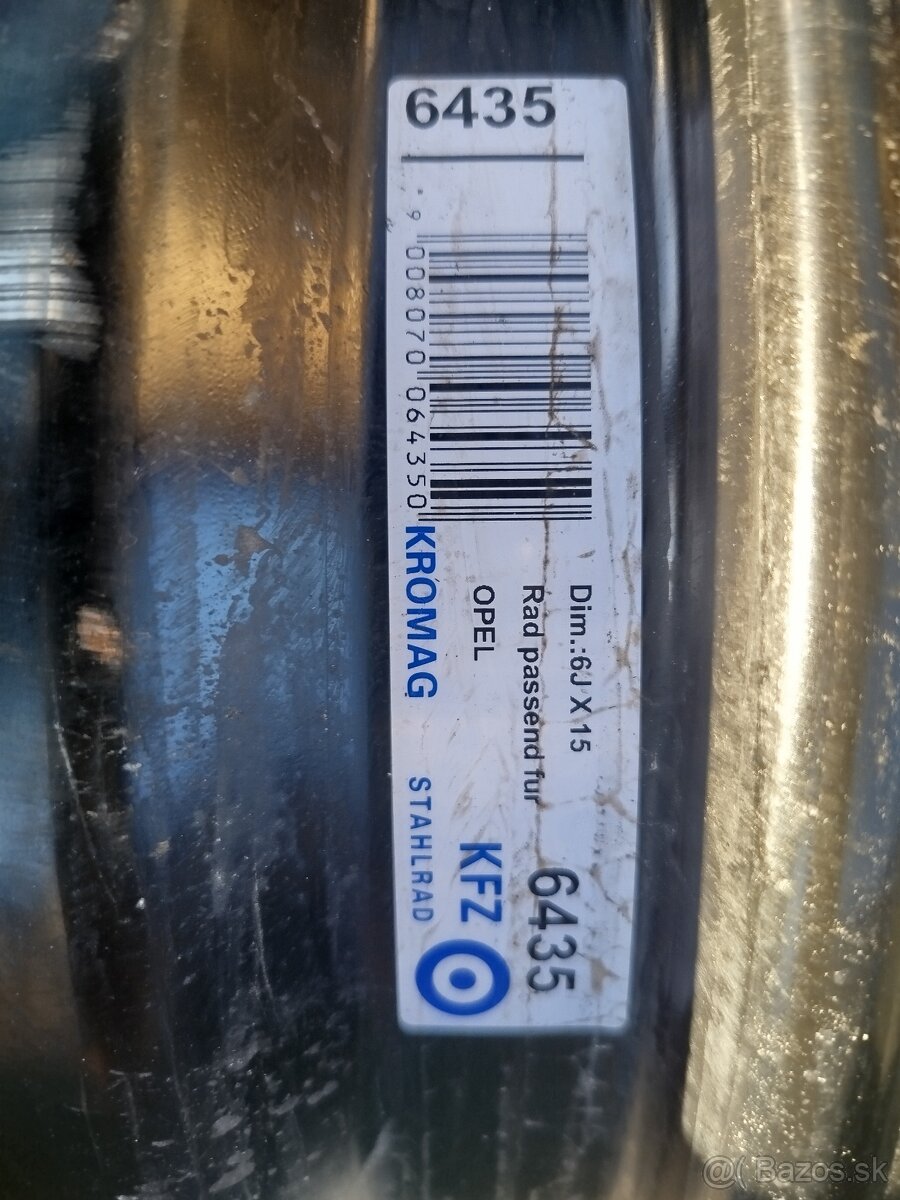 6435
9 008070 064350
Dim.:6J X 15
Rad passend fur
OPEL
KROMAG
STAHLRAD
KFZ
6435
@( Bazos.sk